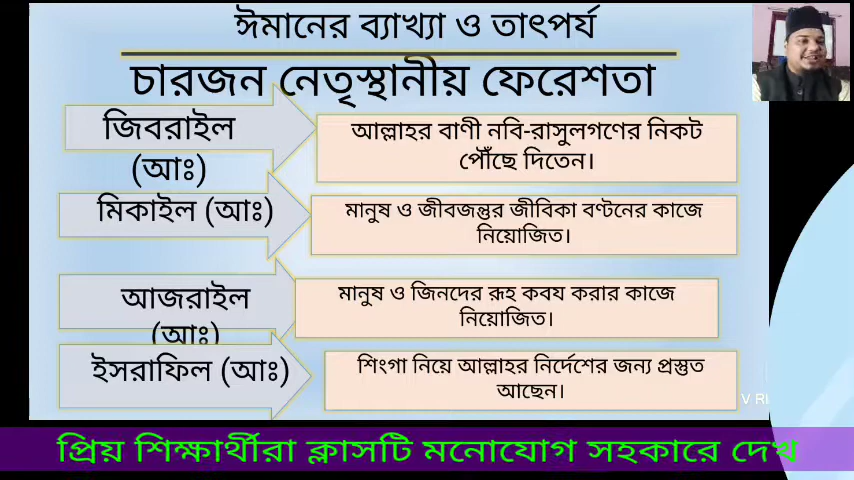 ঈমানের ব্যাখ্যা ও তাৎপর্য
চারজন নেতৃস্থানীয় ফেরেশতা
জিবরাইল
(আঃ)
আল্লাহর বাণী নবি-রাসুলগণের নিকট
পৌঁছে দিতেন।
মিকাইল (আঃ)
মানুষ ও জীবজন্তুর জীবিকা বণ্টনের কাজে
নিয়োজিত।
আজরাইল
(আঃ)
মানুষ ও জিনদের রূহ কবয করার কাজে
নিয়োজিত।
ইসরাফিল (আঃ)
শিংগা নিয়ে আল্লাহর নির্দেশের জন্য প্রস্তুত
আছেন।
প্রিয় শিক্ষার্থীরা ক্লাসটি মনোযোগ সহকারে দেখ